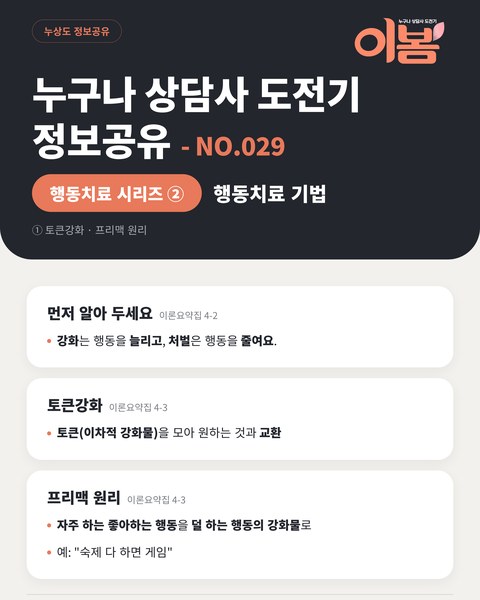 누상도 정보공유
누구나 상담사 도전기
이봄
누구나 상담사 도전기
정보공유 - NO.029
행동치료 시리즈 ② 행동치료 기법
① 토큰강화 · 프리맥 원리
먼저 알아 두세요 이론요약집 4-2
• 강화는 행동을 늘리고, 처벌은 행동을 줄여요.
토큰강화 이론요약집 4-3
• 토큰(이차적 강화물)을 모아 원하는 것과 교환
프리맥 원리 이론요약집 4-3
• 자주 하는 좋아하는 행동을 덜 하는 행동의 강화물로
• 예: "숙제 다 하면 게임"